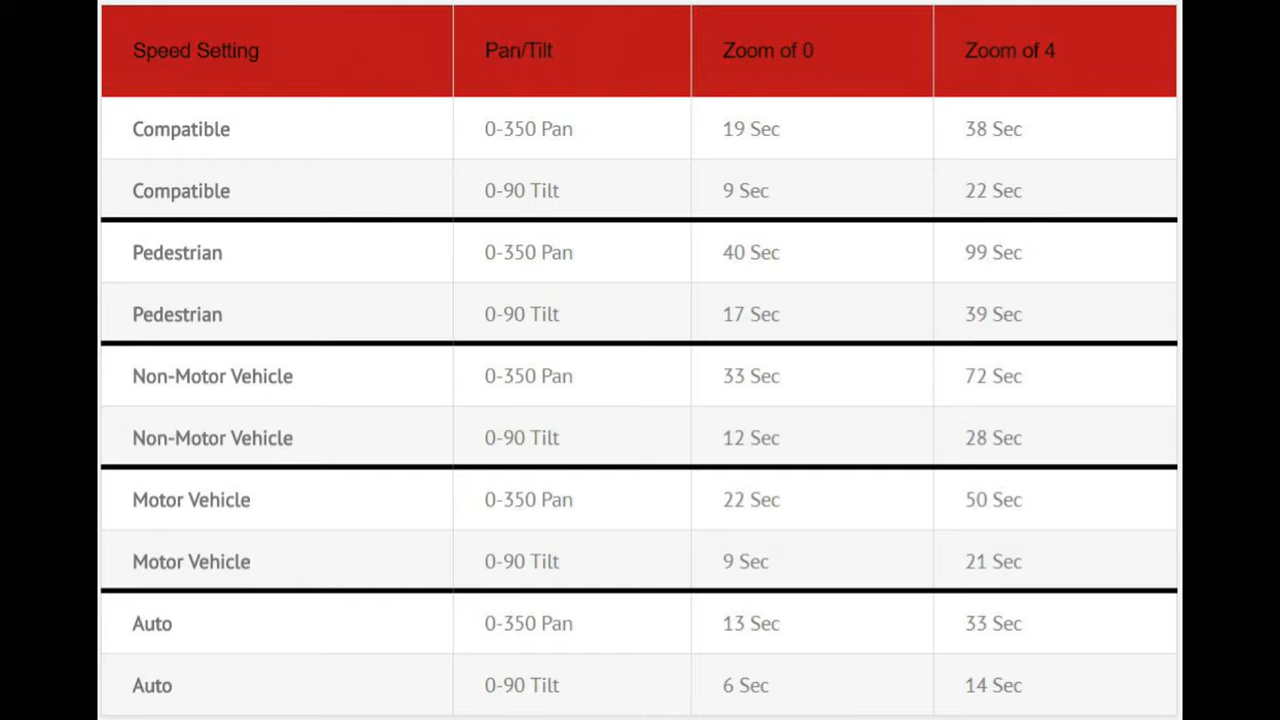 Speed Setting Pan/Tilt Zoom of 0 Zoom of 4
Compatible 0-350 Pan 19 Sec 38 Sec
Compatible 0-90 Tilt 9 Sec 22 Sec
Pedestrian 0-350 Pan 40 Sec 99 Sec
Pedestrian 0-90 Tilt 17 Sec 39 Sec
Non-Motor Vehicle 0-350 Pan 33 Sec 72 Sec
Non-Motor Vehicle 0-90 Tilt 12 Sec 28 Sec
Motor Vehicle 0-350 Pan 22 Sec 50 Sec
Motor Vehicle 0-90 Tilt 9 Sec 21 Sec
Auto 0-350 Pan 13 Sec 33 Sec
Auto 0-90 Tilt 6 Sec 14 Sec